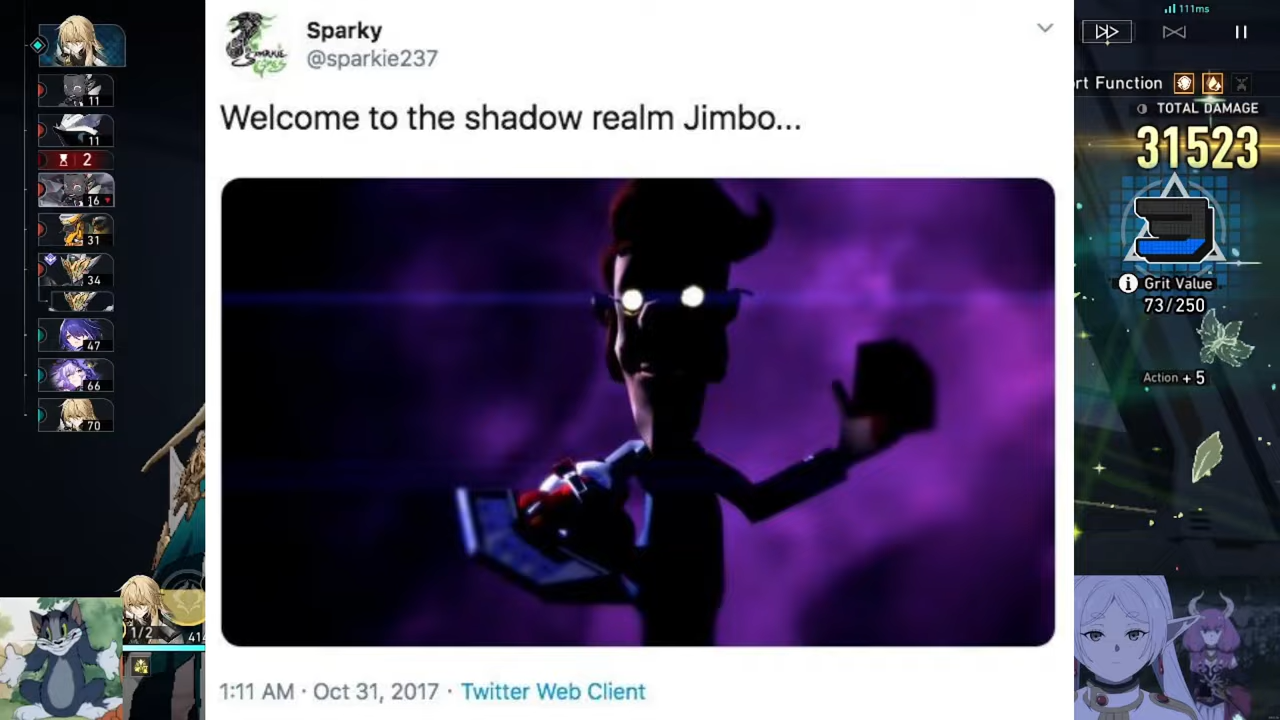 Sparky
@sparkie237
Welcome to the shadow realm Jimbo...
1:11 AM · Oct 31, 2017 · Twitter Web Client
11
11
2
16
31
34
47
66
70
1/2
414
111ms
rt Function
TOTAL DAMAGE
31523
Grit Value
73/250
Action + 5